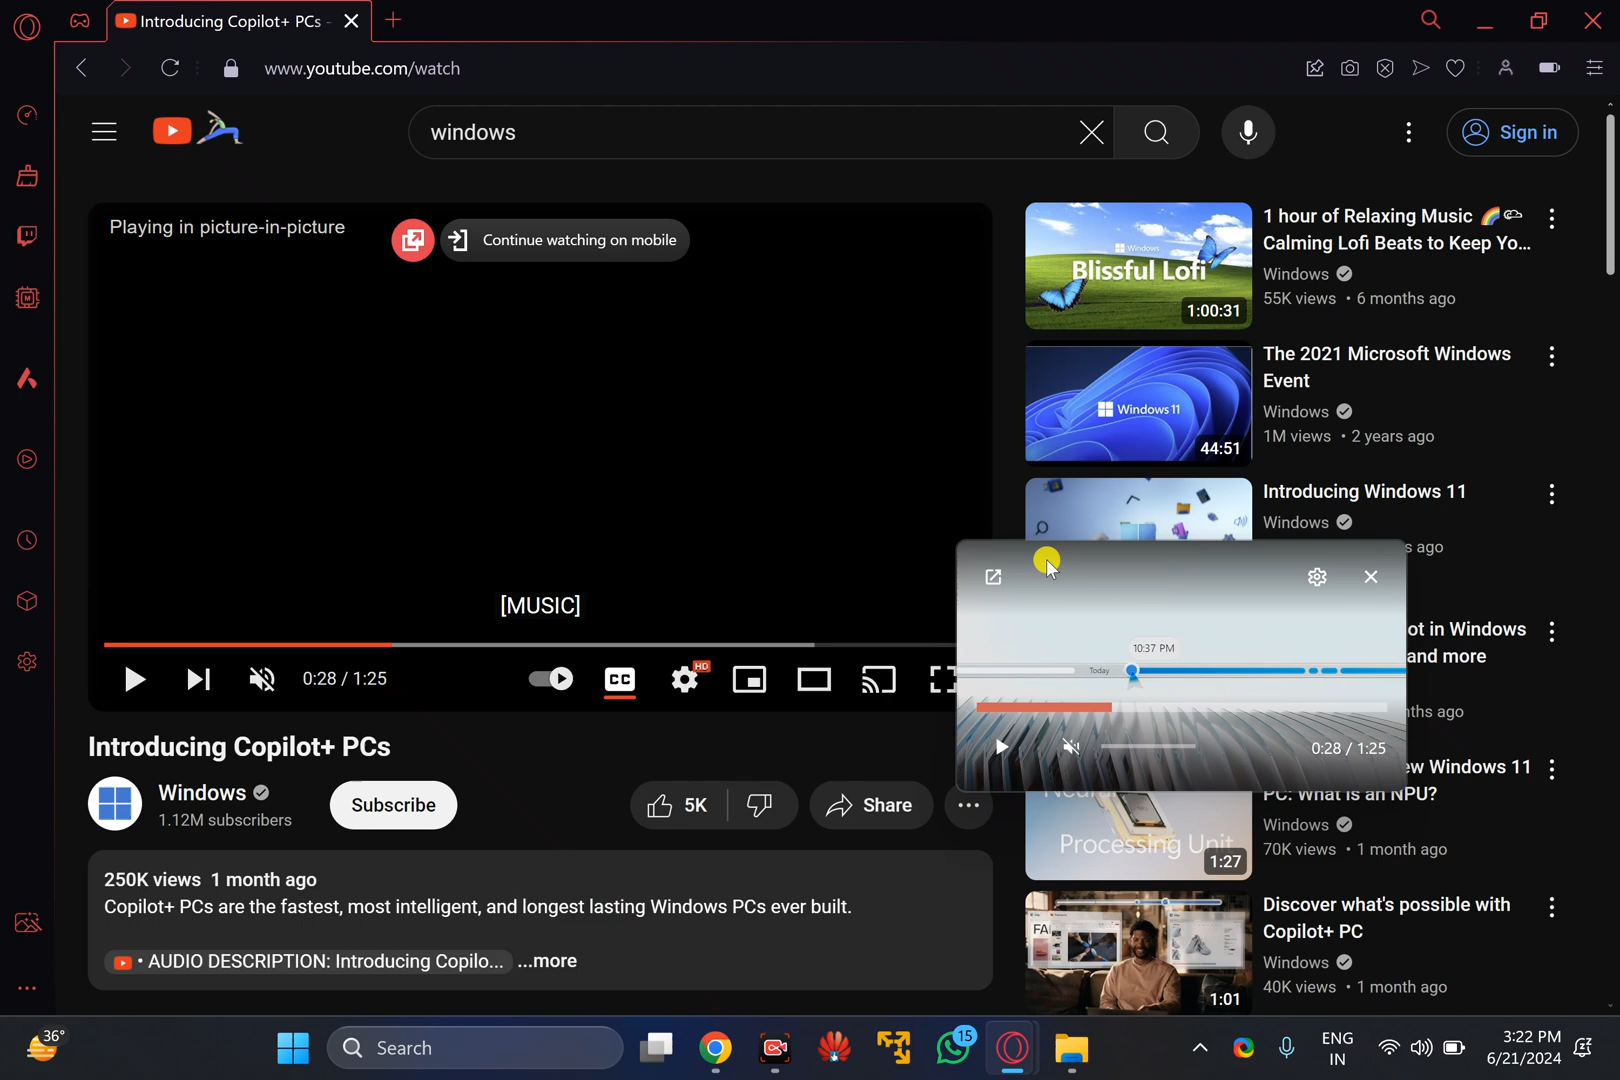 Introducing Copilot+ PCs -
www.youtube.com/watch
windows
Sign in
Playing in picture-in-picture
Continue watching on mobile
[MUSIC]
0:28 / 1:25
HD
CC
Introducing Copilot+ PCs
Windows
1.12M subscribers
Subscribe
5K
Share
250K views 1 month ago
Copilot+ PCs are the fastest, most intelligent, and longest lasting Windows PCs ever built.
• AUDIO DESCRIPTION: Introducing Copilo... ...more
Windows
Blissful Lofi
1:00:31
1 hour of Relaxing Music 🌈🌥
Calming Lofi Beats to Keep Yo...
Windows
55K views • 6 months ago
Windows 11
44:51
The 2021 Microsoft Windows
Event
Windows
1M views • 2 years ago
Introducing Windows 11
Windows
s ago
10:37 PM
Today
0:28 / 1:25
ot in Windows
and more
ths ago
ew Windows 11
PC: What is an NPU?
Windows
70K views • 1 month ago
Neural
Processing Unit
1:27
Discover what's possible with
Copilot+ PC
Windows
40K views • 1 month ago
FA
1:01
36°
Search
15
ENG
IN
3:22 PM
6/21/2024